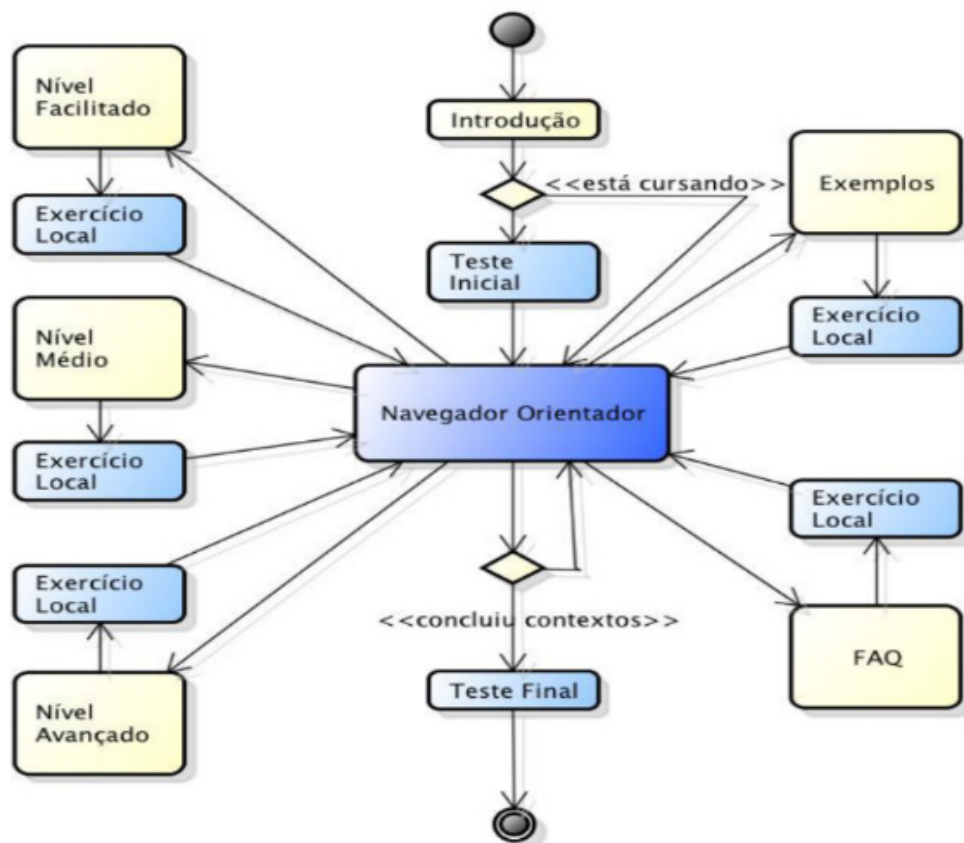 Nível
Facilitado
Introdução
<<está cursando>>
Exemplos
Exercício
Local
Teste
Inicial
Exercício
Local
Nível
Médio
Navegador Orientador
Exercício
Local
Exercício
Local
Exercício
Local
<<concluiu contextos>>
FAQ
Teste Final
Nível
Avançado